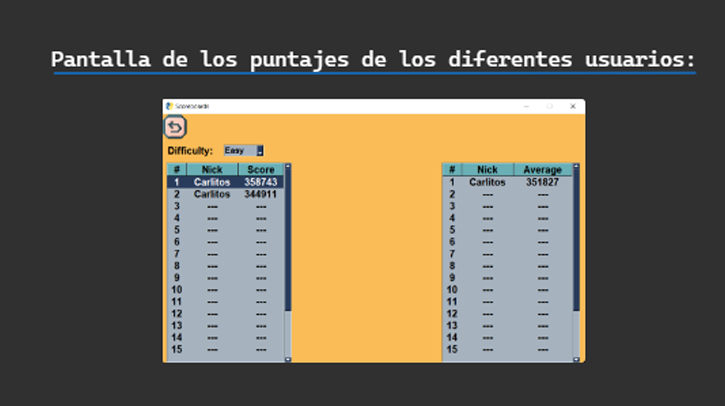 Pantalla de los puntajes de los diferentes usuarios:
Scoreboards
Difficulty: Easy
# Nick Score
1 Carlitos 358743
2 Carlitos 344911
3 --- ---
4 --- ---
5 --- ---
6 --- ---
7 --- ---
8 --- ---
9 --- ---
10 --- ---
11 --- ---
12 --- ---
13 --- ---
14 --- ---
15 --- ---
# Nick Average
1 Carlitos 351827
2 --- ---
3 --- ---
4 --- ---
5 --- ---
6 --- ---
7 --- ---
8 --- ---
9 --- ---
10 --- ---
11 --- ---
12 --- ---
13 --- ---
14 --- ---
15 --- ---